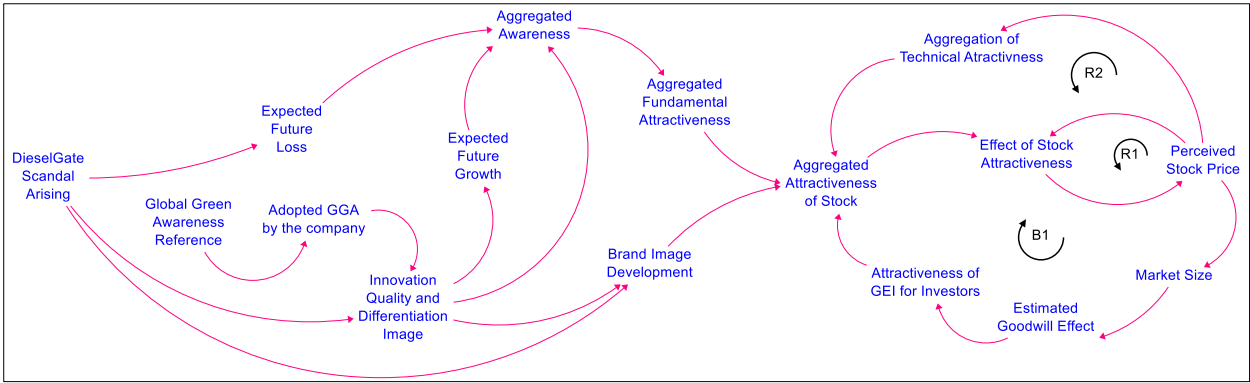 Aggregated
Awareness
Aggregation of
Technical Atractivness
R2
Aggregated
Fundamental
Attractiveness
Expected
Future
Loss
Expected
Future
Growth
Effect of Stock
Attractiveness
R1
Perceived
Stock Price
DieselGate
Scandal
Arising
Aggregated
Attractiveness
of Stock
Global Green
Awareness
Reference
Adopted GGA
by the company
B1
Brand Image
Development
Innovation
Quality and
Differentiation
Image
Attractiveness of
GEI for Investors
Market Size
Estimated
Goodwill Effect